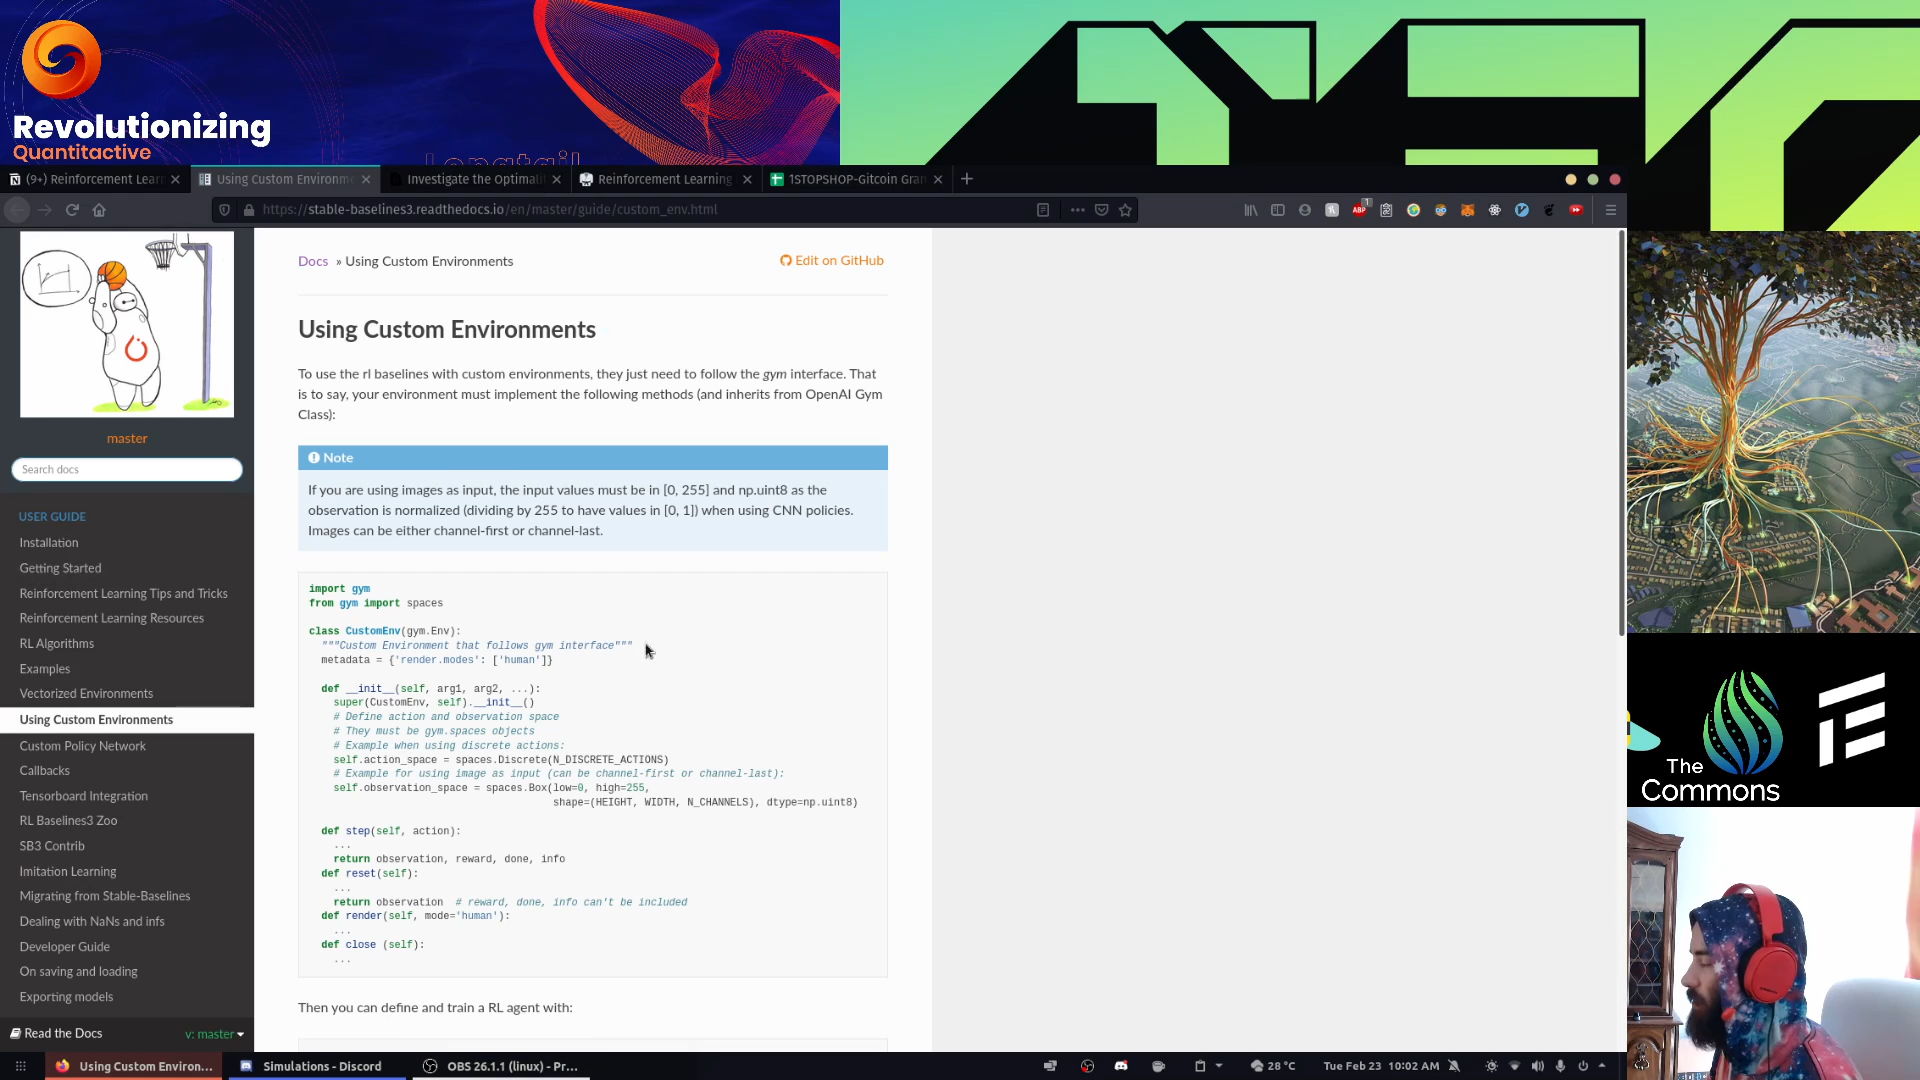 Revolutionizing
Quantitactive
Longtail
(9+) Reinforcement Lear
Using Custom Environme
Investigate the Optimali
Reinforcement Learning
1STOPSHOP-Gitcoin Gran
https://stable-baselines3.readthedocs.io/en/master/guide/custom_env.html
ABP
1
master
Search docs
USER GUIDE
Installation
Getting Started
Reinforcement Learning Tips and Tricks
Reinforcement Learning Resources
RL Algorithms
Examples
Vectorized Environments
Using Custom Environments
Custom Policy Network
Callbacks
Tensorboard Integration
RL Baselines3 Zoo
SB3 Contrib
Imitation Learning
Migrating from Stable-Baselines
Dealing with NaNs and infs
Developer Guide
On saving and loading
Exporting models
Read the Docs
v: master
Docs » Using Custom Environments
Edit on GitHub
Using Custom Environments
To use the rl baselines with custom environments, they just need to follow the gym interface. That
is to say, your environment must implement the following methods (and inherits from OpenAI Gym
Class):
Note
If you are using images as input, the input values must be in [0, 255] and np.uint8 as the
observation is normalized (dividing by 255 to have values in [0, 1]) when using CNN policies.
Images can be either channel-first or channel-last.
import gym
from gym import spaces
class CustomEnv(gym.Env):
"""Custom Environment that follows gym interface"""
metadata = {'render.modes': ['human']}
def __init__(self, arg1, arg2, ...):
super(CustomEnv, self).__init__()
# Define action and observation space
# They must be gym.spaces objects
# Example when using discrete actions:
self.action_space = spaces.Discrete(N_DISCRETE_ACTIONS)
# Example for using image as input (can be channel-first or channel-last):
self.observation_space = spaces.Box(low=0, high=255,
shape=(HEIGHT, WIDTH, N_CHANNELS), dtype=np.uint8)
def step(self, action):
...
return observation, reward, done, info
def reset(self):
...
return observation  # reward, done, info can't be included
def render(self, mode='human'):
...
def close (self):
...
Then you can define and train a RL agent with:
The
Commons
Using Custom Environ...
Simulations - Discord
OBS 26.1.1 (linux) - Pr...
28 °C
Tue Feb 23 10:02 AM